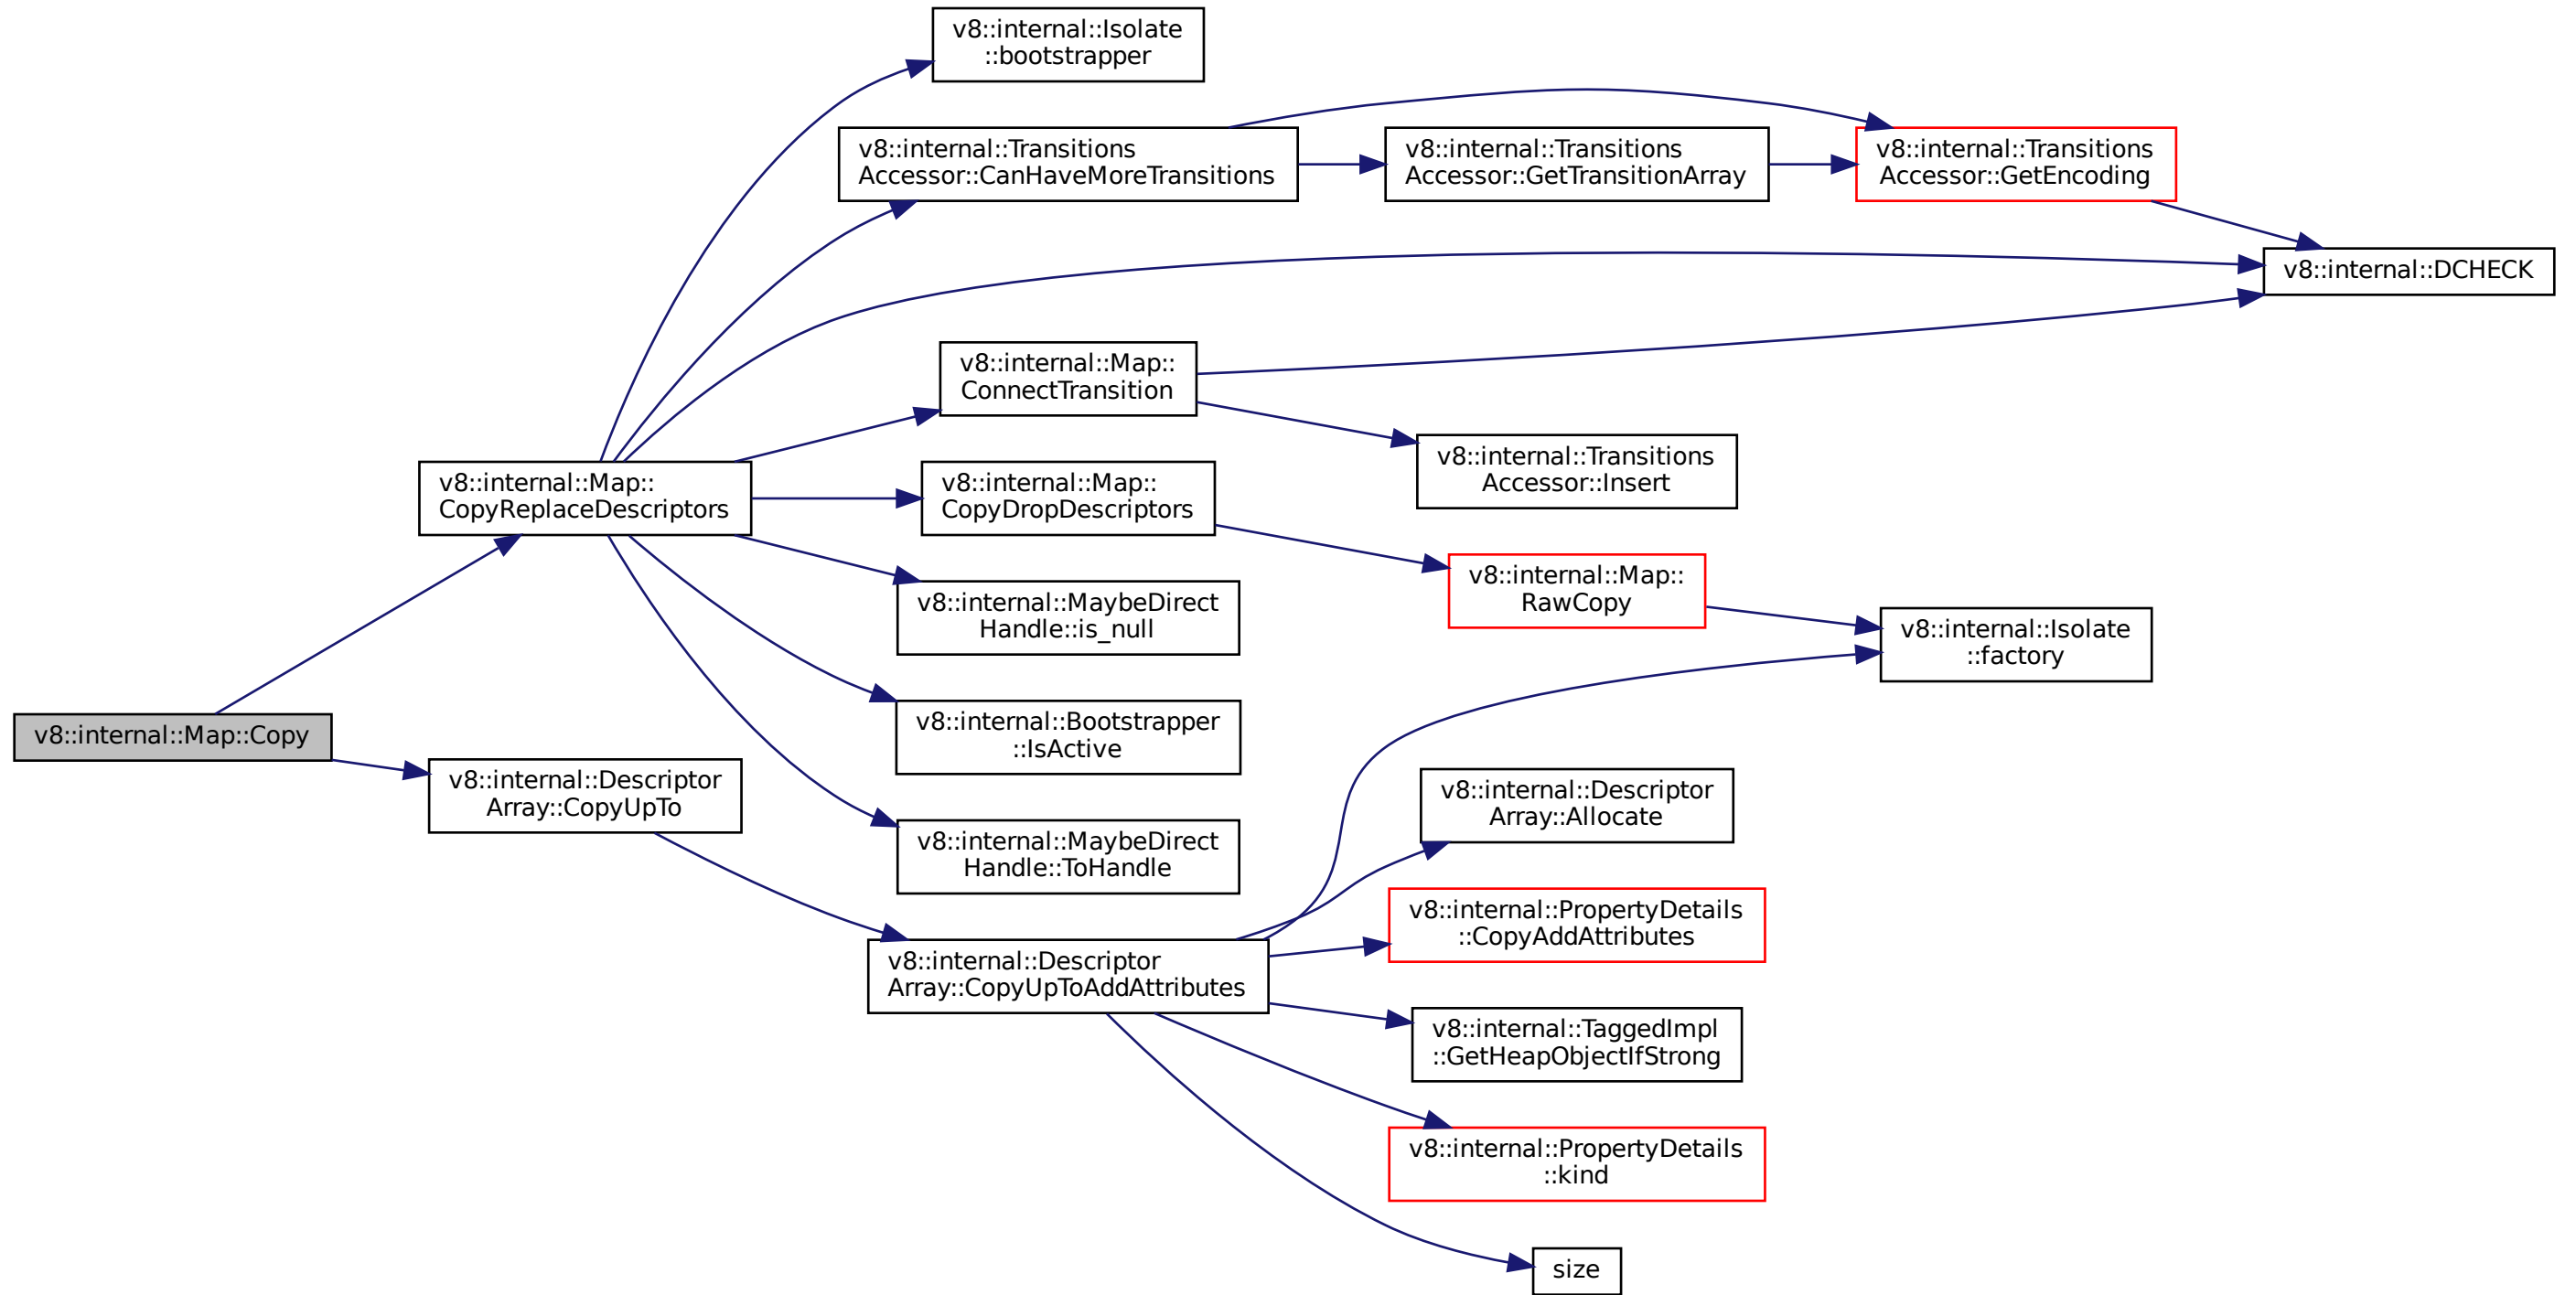 v8::internal::Isolate
::bootstrapper
v8::internal::Transitions
Accessor::CanHaveMoreTransitions
v8::internal::Transitions
Accessor::GetTransitionArray
v8::internal::Transitions
Accessor::GetEncoding
v8::internal::DCHECK
v8::internal::Map::
ConnectTransition
v8::internal::Transitions
Accessor::Insert
v8::internal::Map::
CopyReplaceDescriptors
v8::internal::Map::
CopyDropDescriptors
v8::internal::Map::
RawCopy
v8::internal::MaybeDirect
Handle::is_null
v8::internal::Isolate
::factory
v8::internal::Map::Copy
v8::internal::Bootstrapper
::IsActive
v8::internal::Descriptor
Array::CopyUpTo
v8::internal::Descriptor
Array::Allocate
v8::internal::MaybeDirect
Handle::ToHandle
v8::internal::PropertyDetails
::CopyAddAttributes
v8::internal::Descriptor
Array::CopyUpToAddAttributes
v8::internal::TaggedImpl
::GetHeapObjectIfStrong
v8::internal::PropertyDetails
::kind
size